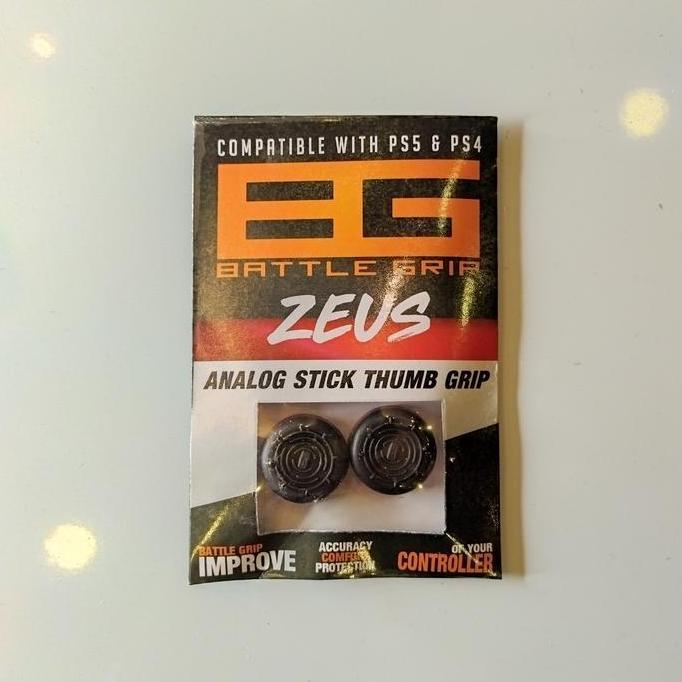 COMPATIBLE WITH PS5 & PS4
BG
BATTLE GRIP
ZEUS
ANALOG STICK THUMB GRIP
BATTLE GRIP
IMPROVE
ACCURACY
COMFORT
PROTECTION
OF YOUR
CONTROLLER